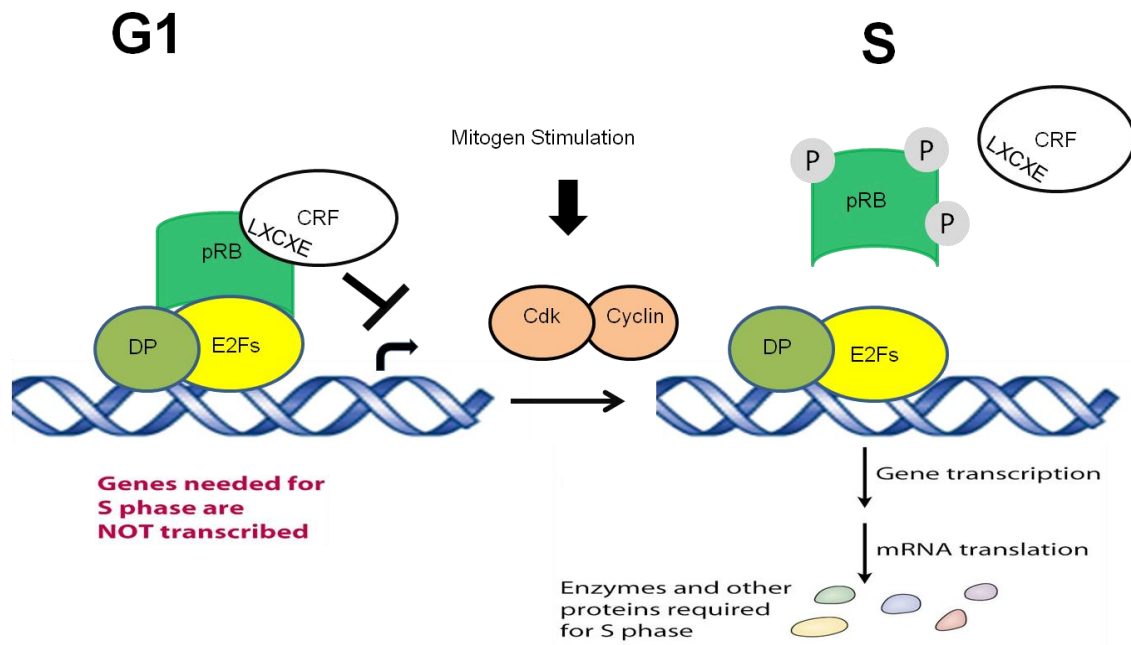 G1
S
Mitogen Stimulation
CRF
LXCXE
pRB
DP
E2Fs
Cdk
Cyclin
P
P
P
pRB
CRF
LXCXE
DP
E2Fs
Genes needed for
S phase are
NOT transcribed
Gene transcription
mRNA translation
Enzymes and other
proteins required
for S phase